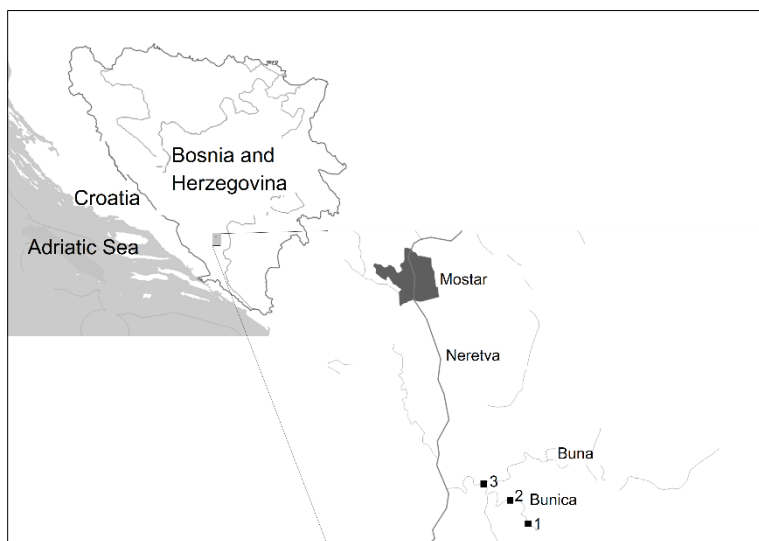 Bosnia and
Herzegovina
Croatia
Adriatic Sea
Mostar
Neretva
Buna
3
2
Bunica
1